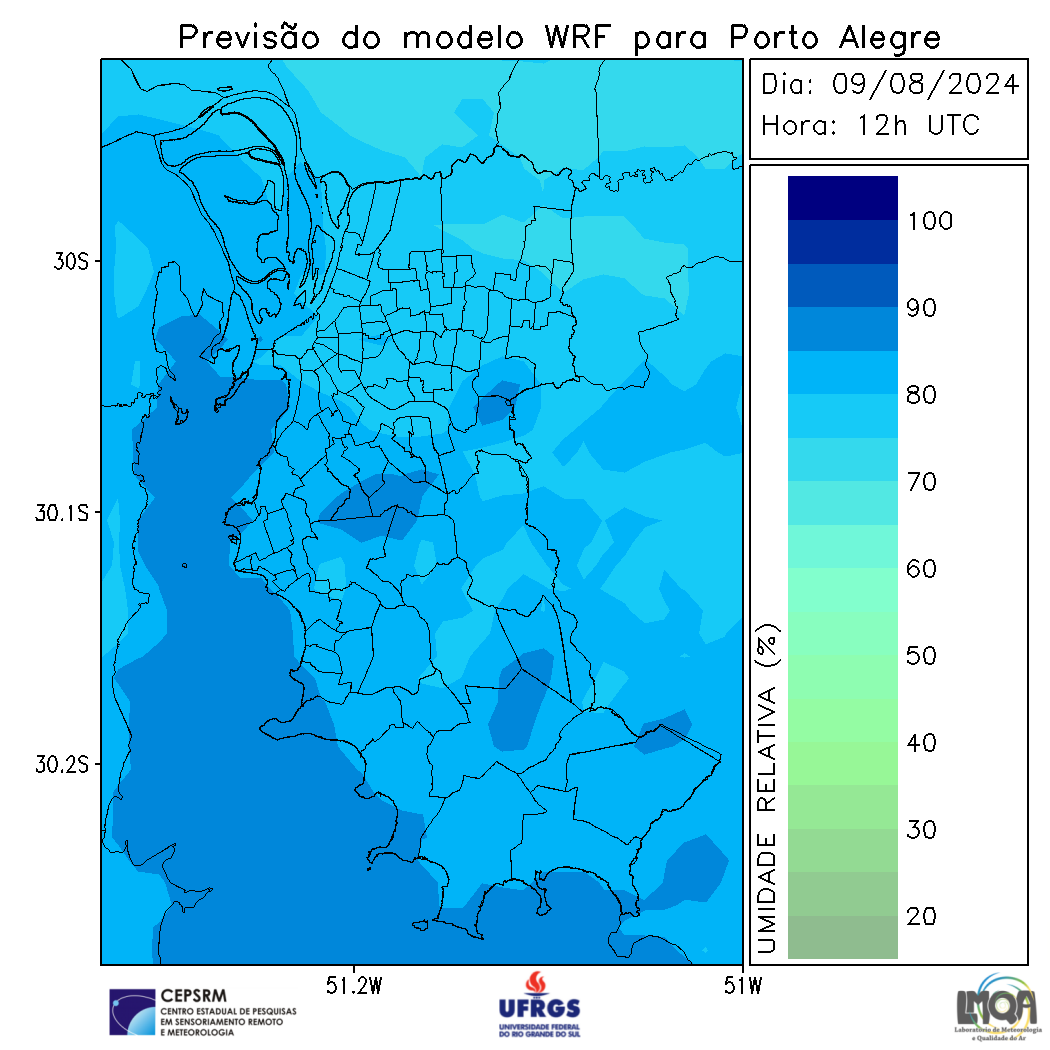 Previsão do modelo WRF para Porto Alegre
Dia: 09/08/2024
Hora: 12h UTC
100
90
80
70
60
50
40
30
20
UMIDADE RELATIVA (%)
30S
30.1S
30.2S
51.2W
51W
CEPSRM
CENTRO ESTADUAL DE PESQUISAS
EM SENSORIAMENTO REMOTO
E METEOROLOGIA
UFRGS
UNIVERSIDADE FEDERAL
DO RIO GRANDE DO SUL
LMQA
Laboratório de Meteorologia
e Qualidade do Ar